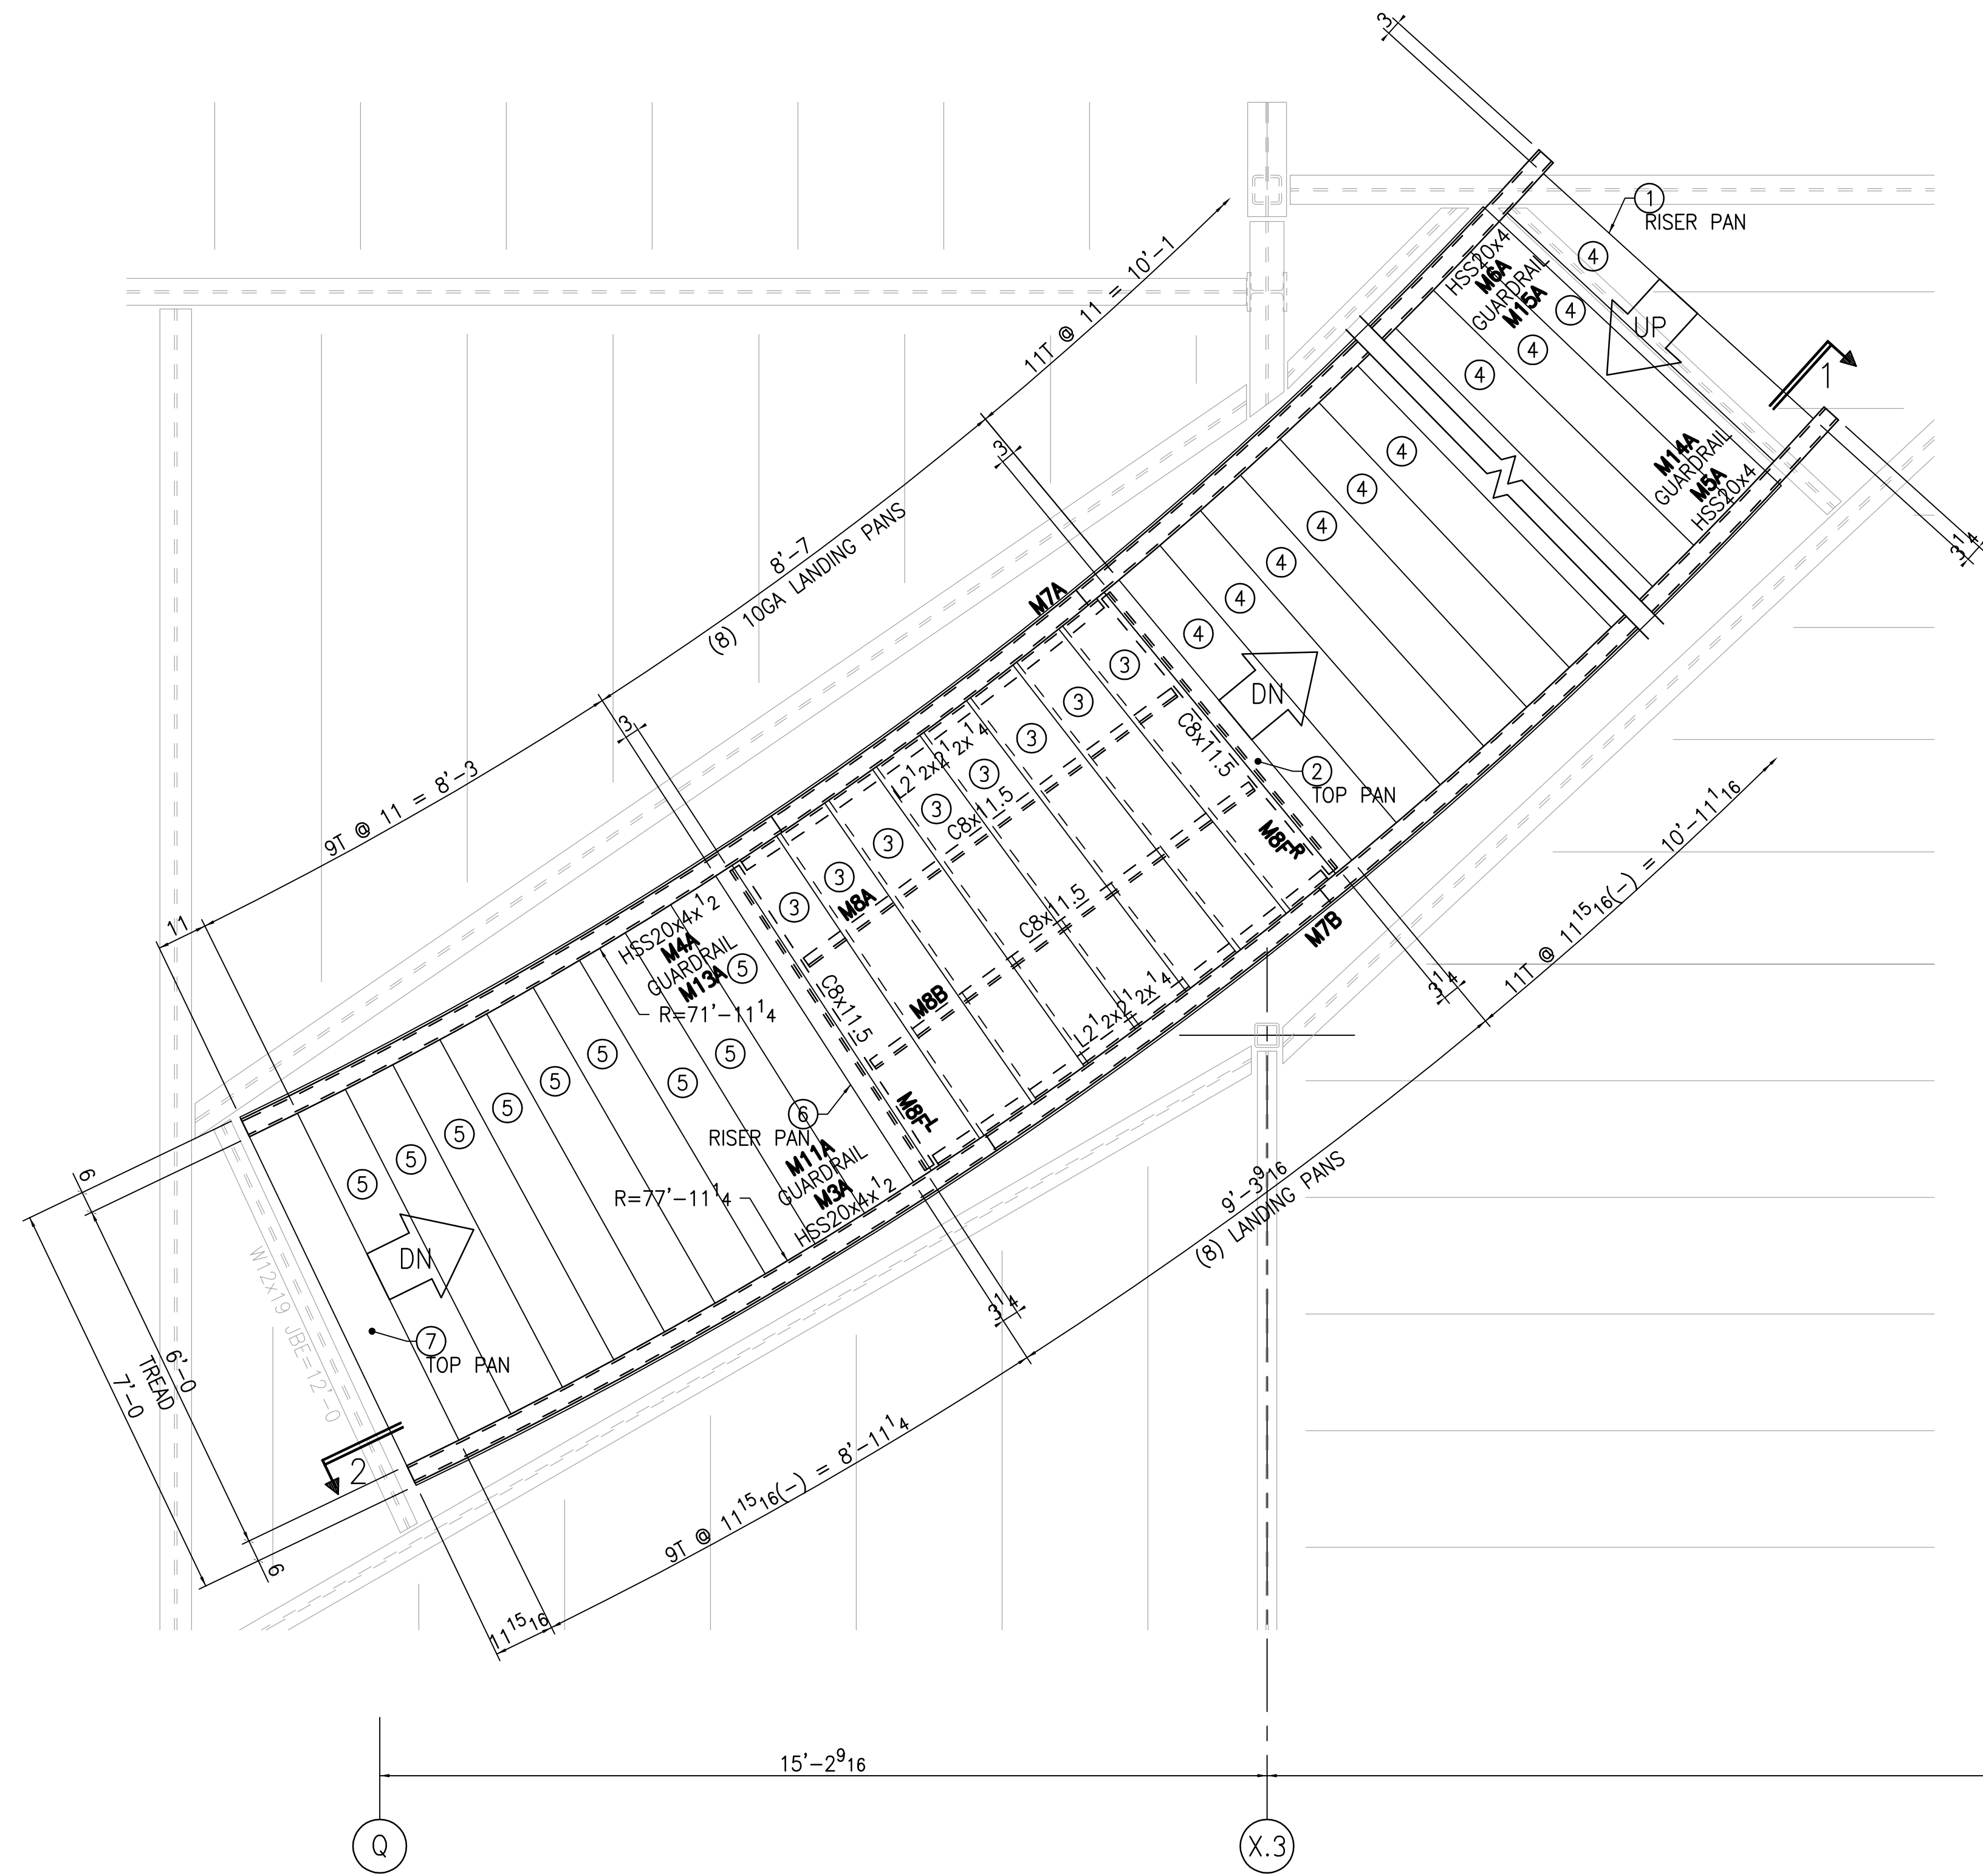 3
1
RISER PAN
4
HSS20x4
M6A
GUARDRAIL
M15A
4
UP
4
4
1
11T @ 11 = 10'-1
M14A
GUARDRAIL
M5A
HSS20x4
3 1/4
3
8'-7
(8) 10GA LANDING PANS
4
4
4
4
4
4
M7A
DN
2
TOP PAN
3
3
3
3
3
3
3
3
C8x11.5
L2 1/2x2 1/2x 1/4
C8x11.5
C8x11.5
M8FR
M8A
M8B
L2 1/2x2 1/2x 1/4
M7B
3 1/4
11T @ 11 15/16(-) = 10'-11 1/16
3
9T @ 11 = 8'-3
11
HSS20x4x 1/2
M4A
GUARDRAIL
M13A
5
R=71'-11 1/4
C8x11.5
5
5
5
5
5
5
5
5
6
RISER PAN
M8FL
M11A
GUARDRAIL
M3A
HSS20x4x 1/2
R=77'-11 1/4
9'-3 9/16
(8) LANDING PANS
3 1/4
6
DN
W12x19 JBE=12'-0
7
TOP PAN
6'-0
TREAD
7'-0
2
6
9T @ 11 15/16(-) = 8'-11 1/4
11 15/16
15'-2 9/16
Q
X.3